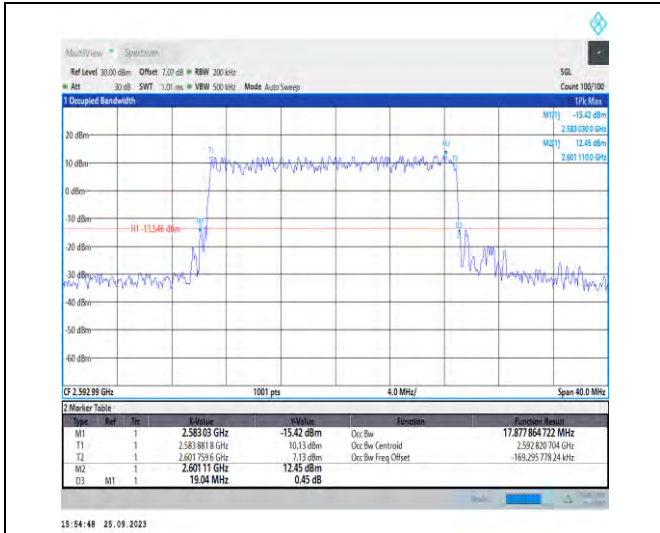 MultiView Spectrum
Ref Level 30.00 dBm Offset 7.07 dB RBW 200 kHz SGL
Att 30 dB SWT 1.01 ms VBW 500 kHz Mode Auto Sweep Count 100/100
1 Occupied Bandwidth 1Pk Max
M1[1] -15.42 dBm
2.583 030 0 GHz
20 dBm
M2[1] 12.45 dBm
2.601 110 0 GHz
M2
T1
T2
10 dBm
0 dBm
-10 dBm
M1
H1 -13.546 dBm
D3
-20 dBm
-30 dBm
-40 dBm
-50 dBm
-60 dBm
CF 2.592 99 GHz 1001 pts 4.0 MHz/ Span 40.0 MHz
2 Marker Table
Type Ref Trc X-Value Y-Value Function Function Result
M1 1 2.583 03 GHz -15.42 dBm Occ Bw 17.877 864 722 MHz
T1 1 2.583 881 8 GHz 10.13 dBm Occ Bw Centroid 2.592 820 704 GHz
T2 1 2.601 759 6 GHz 7.13 dBm Occ Bw Freq Offset -169.295 778 24 kHz
M2 1 2.601 11 GHz 12.45 dBm
D3 M1 1 19.04 MHz 0.45 dB
15:54:48 25.09.2023